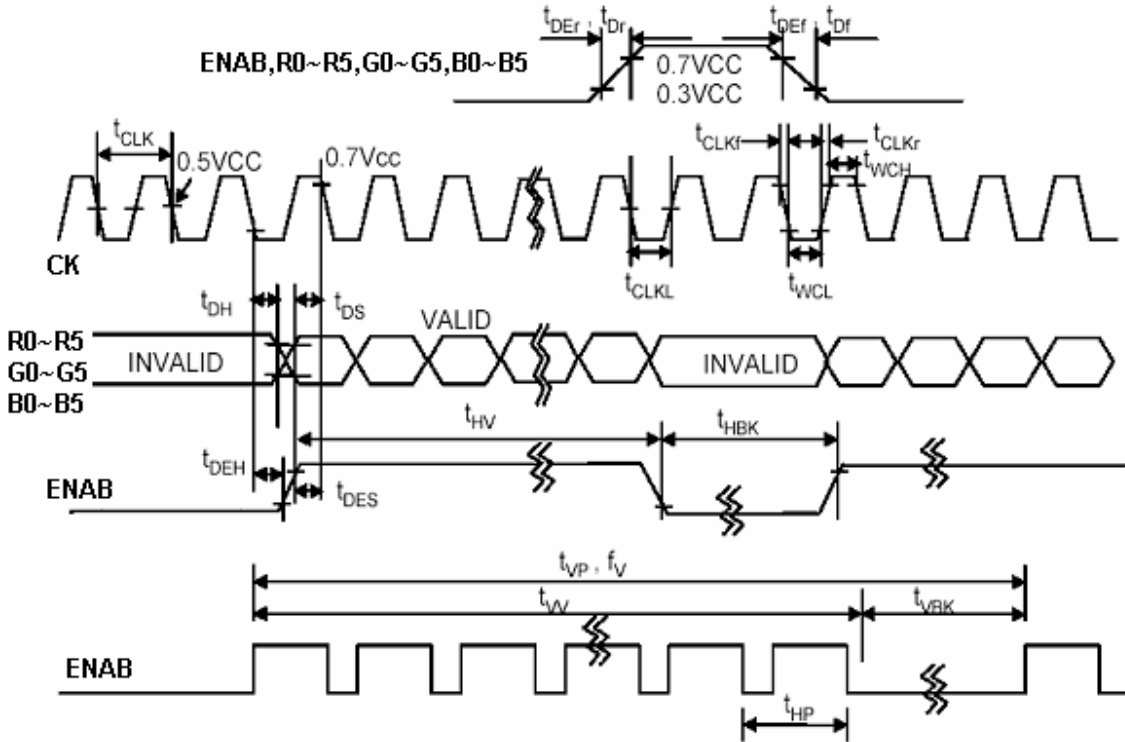 tDEr , tDr
tDEf , tDf
ENAB,R0~R5,G0~G5,B0~B5
0.7VCC
0.3VCC
tCLK
0.5VCC
0.7Vcc
tCLKf
tCLKr
tWCH
CK
tCLKL
tWCL
tDH
tDS
VALID
R0~R5
G0~G5
B0~B5
INVALID
INVALID
tHV
tHBK
tDEH
tDES
ENAB
tVP , fV
tVV
tVBK
ENAB
tHP